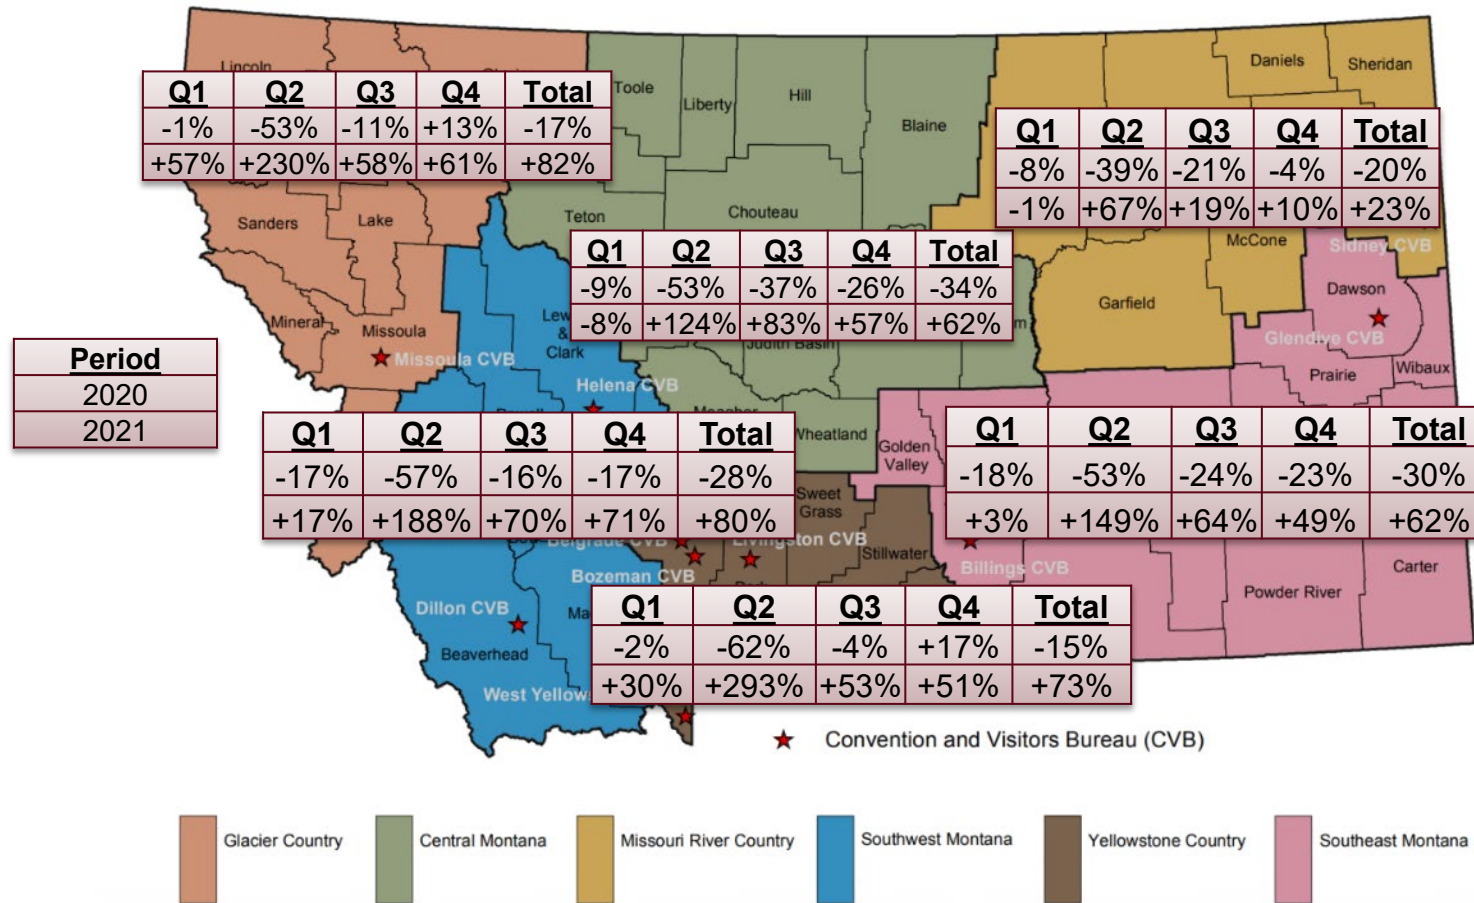 Lincoln
Toole
Liberty
Hill
Blaine
Daniels
Sheridan
Q1 Q2 Q3 Q4 Total
-1% -53% -11% +13% -17%
+57% +230% +58% +61% +82%
Q1 Q2 Q3 Q4 Total
-8% -39% -21% -4% -20%
-1% +67% +19% +10% +23%
Sanders
Lake
Teton
Chouteau
McCone
Sidney CVB
Q1 Q2 Q3 Q4 Total
-9% -53% -37% -26% -34%
-8% +124% +83% +57% +62%
Garfield
Dawson
Glendive CVB
Mineral
Missoula
Missoula CVB
&
Clark
Judith Basin
Prairie
Wibaux
Period
2020
2021
Helena CVB
Meagher
Wheatland
Golden
Valley
Q1 Q2 Q3 Q4 Total
-17% -57% -16% -17% -28%
+17% +188% +70% +71% +80%
Q1 Q2 Q3 Q4 Total
-18% -53% -24% -23% -30%
+3% +149% +64% +49% +62%
Sweet
Grass
Belgrade CVB
Livingston CVB
Stillwater
Bozeman CVB
Billings CVB
Carter
Powder River
Dillon CVB
Beaverhead
West
Q1 Q2 Q3 Q4 Total
-2% -62% -4% +17% -15%
+30% +293% +53% +51% +73%
Convention and Visitors Bureau (CVB)
Glacier Country
Central Montana
Missouri River Country
Southwest Montana
Yellowstone Country
Southeast Montana